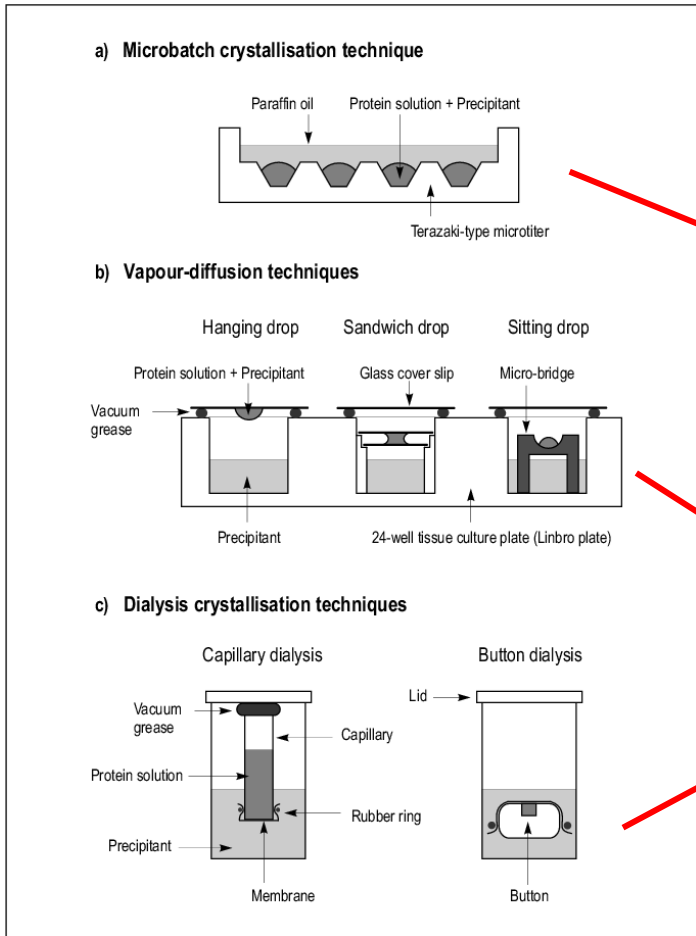 a) Microbatch crystallisation technique
Paraffin oil
Protein solution + Precipitant
Terazaki-type microtiter
b) Vapour-diffusion techniques
Hanging drop
Sandwich drop
Sitting drop
Protein solution + Precipitant
Glass cover slip
Micro-bridge
Vacuum
grease
Precipitant
24-well tissue culture plate (Linbro plate)
c) Dialysis crystallisation techniques
Capillary dialysis
Button dialysis
Lid
Vacuum
grease
Capillary
Protein solution
Rubber ring
Precipitant
Membrane
Button